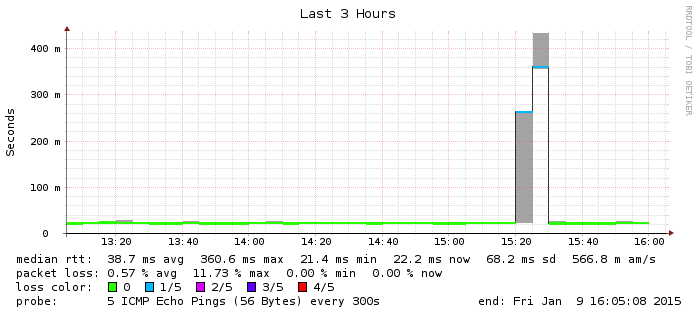 Last 3 Hours
RRDTOOL / TOBI OETIKER
Seconds
400 m
300 m
200 m
100 m
0
13:20 13:40 14:00 14:20 14:40 15:00 15:20 15:40 16:00
median rtt: 38.7 ms avg 360.6 ms max 21.4 ms min 22.2 ms now 68.2 ms sd 566.8 m am/s
packet loss: 0.57 % avg 11.73 % max 0.00 % min 0.00 % now
loss color: 0 1/5 2/5 3/5 4/5
probe: 5 ICMP Echo Pings (56 Bytes) every 300s end: Fri Jan 9 16:05:08 2015